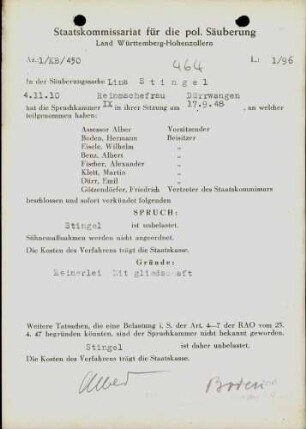 Staatskommissariat für die pol. Säuberung
Land Württemberg-Hohenzollern
Az. 1/KB/450
464
L: 1/96
In der Säuberungssache Lina Stingel
4.11.10 Heimschefrau Dürrwangen
hat die Spruchkammer IX in ihrer Sitzung am 17.9.48, an welcher
teilgenommen haben:
Assessor Alber Vorsitzender
Boden, Hermann Beisitzer
Eisele, Wilhelm „
Benz, Albert „
Fischer, Alexander „
Klett, Martin „
Dürr, Emil „
Götzendörfer, Friedrich Vertreter des Staatskommissars
beschlossen und sofort verkündet folgenden
SPRUCH:
Stingel ist unbelastet.
Sühnemaßnahmen werden nicht angeordnet.
Die Kosten des Verfahrens trägt die Staatskasse.
Gründe:
Keinerlei Mitgliedschaft
Weitere Tatsachen, die eine Belastung i. S. der Art. 4—7 der RAO vom 25.
4. 47 begründen könnten, sind der Spruchkammer nicht bekannt geworden.
Stingel ist daher unbelastet.
Die Kosten des Verfahrens trägt die Staatskasse.
Alber Boden